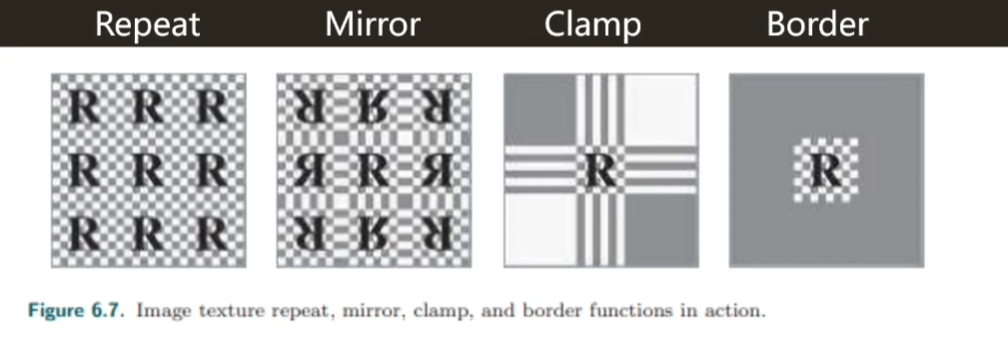 Repeat Mirror Clamp Border
R R R R R R
R R R Я R Я R R
R R R R R R
Figure 6.7. Image texture repeat, mirror, clamp, and border functions in action.